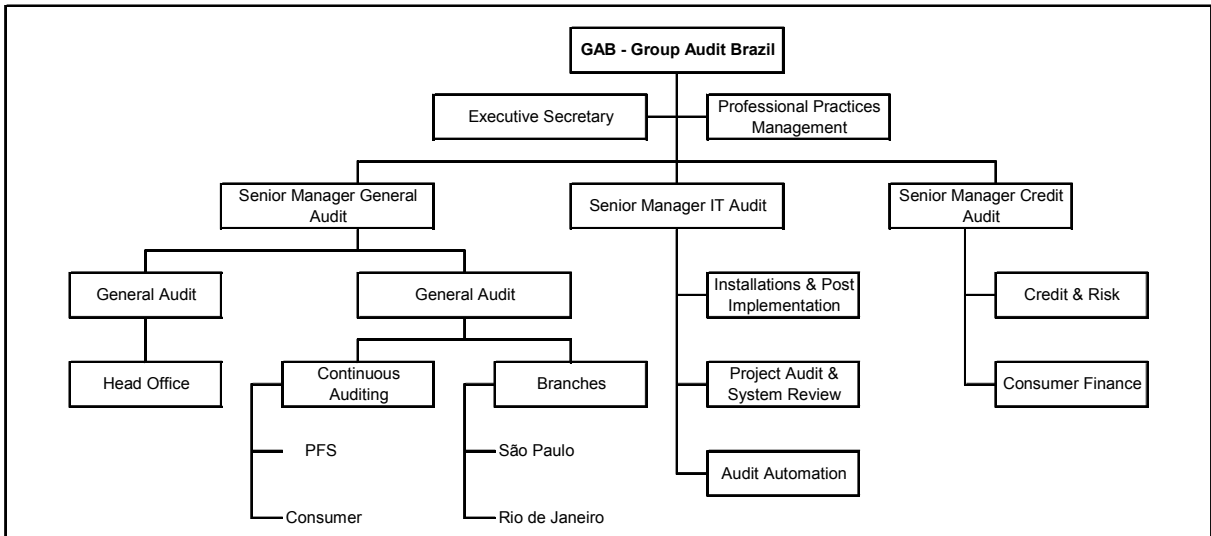 GAB - Group Audit Brazil
Executive Secretary
Professional Practices
Management
Senior Manager General
Audit
Senior Manager IT Audit
Senior Manager Credit
Audit
General Audit
General Audit
Installations & Post
Implementation
Credit & Risk
Head Office
Continuous
Auditing
Branches
Project Audit &
System Review
Consumer Finance
PFS
São Paulo
Audit Automation
Consumer
Rio de Janeiro